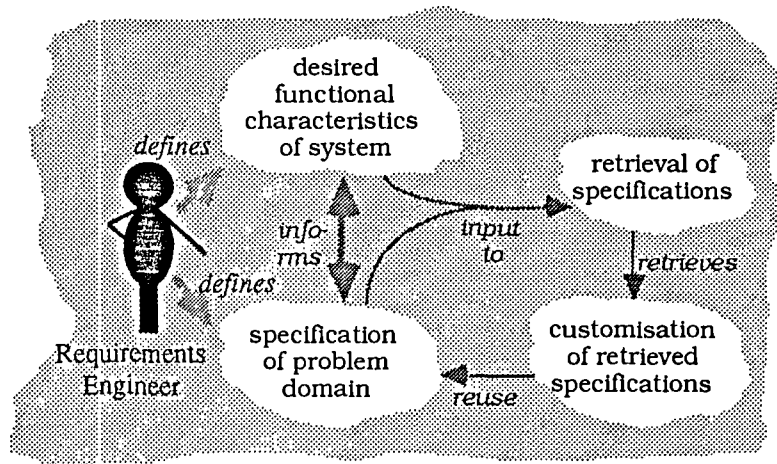 desired
functional
characteristics
of system
defines
retrieval of
specifications
info-
rms
input
to
retrieves
defines
specification
of problem
domain
customisation
of retrieved
specifications
reuse
Requirements
Engineer